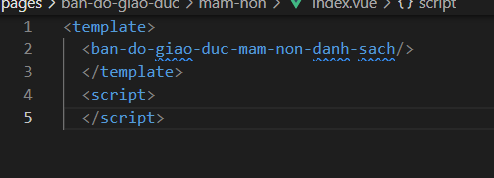 pages > ban-do-giao-duc > mam-non > index.vue > {} script
1 <template>
2 <ban-do-giao-duc-mam-non-danh-sach/>
3 </template>
4 <script>
5 </script>